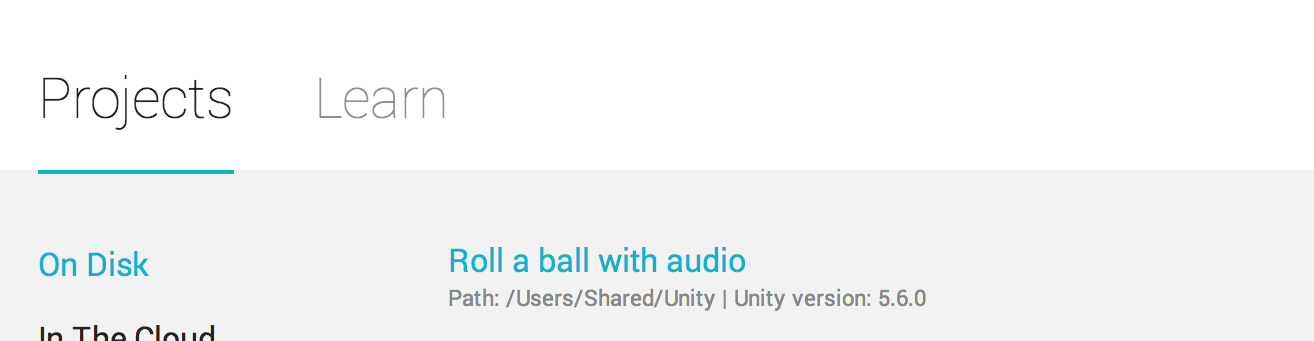 Projects Learn
On Disk
Roll a ball with audio
Path: /Users/Shared/Unity | Unity version: 5.6.0
In The Cloud